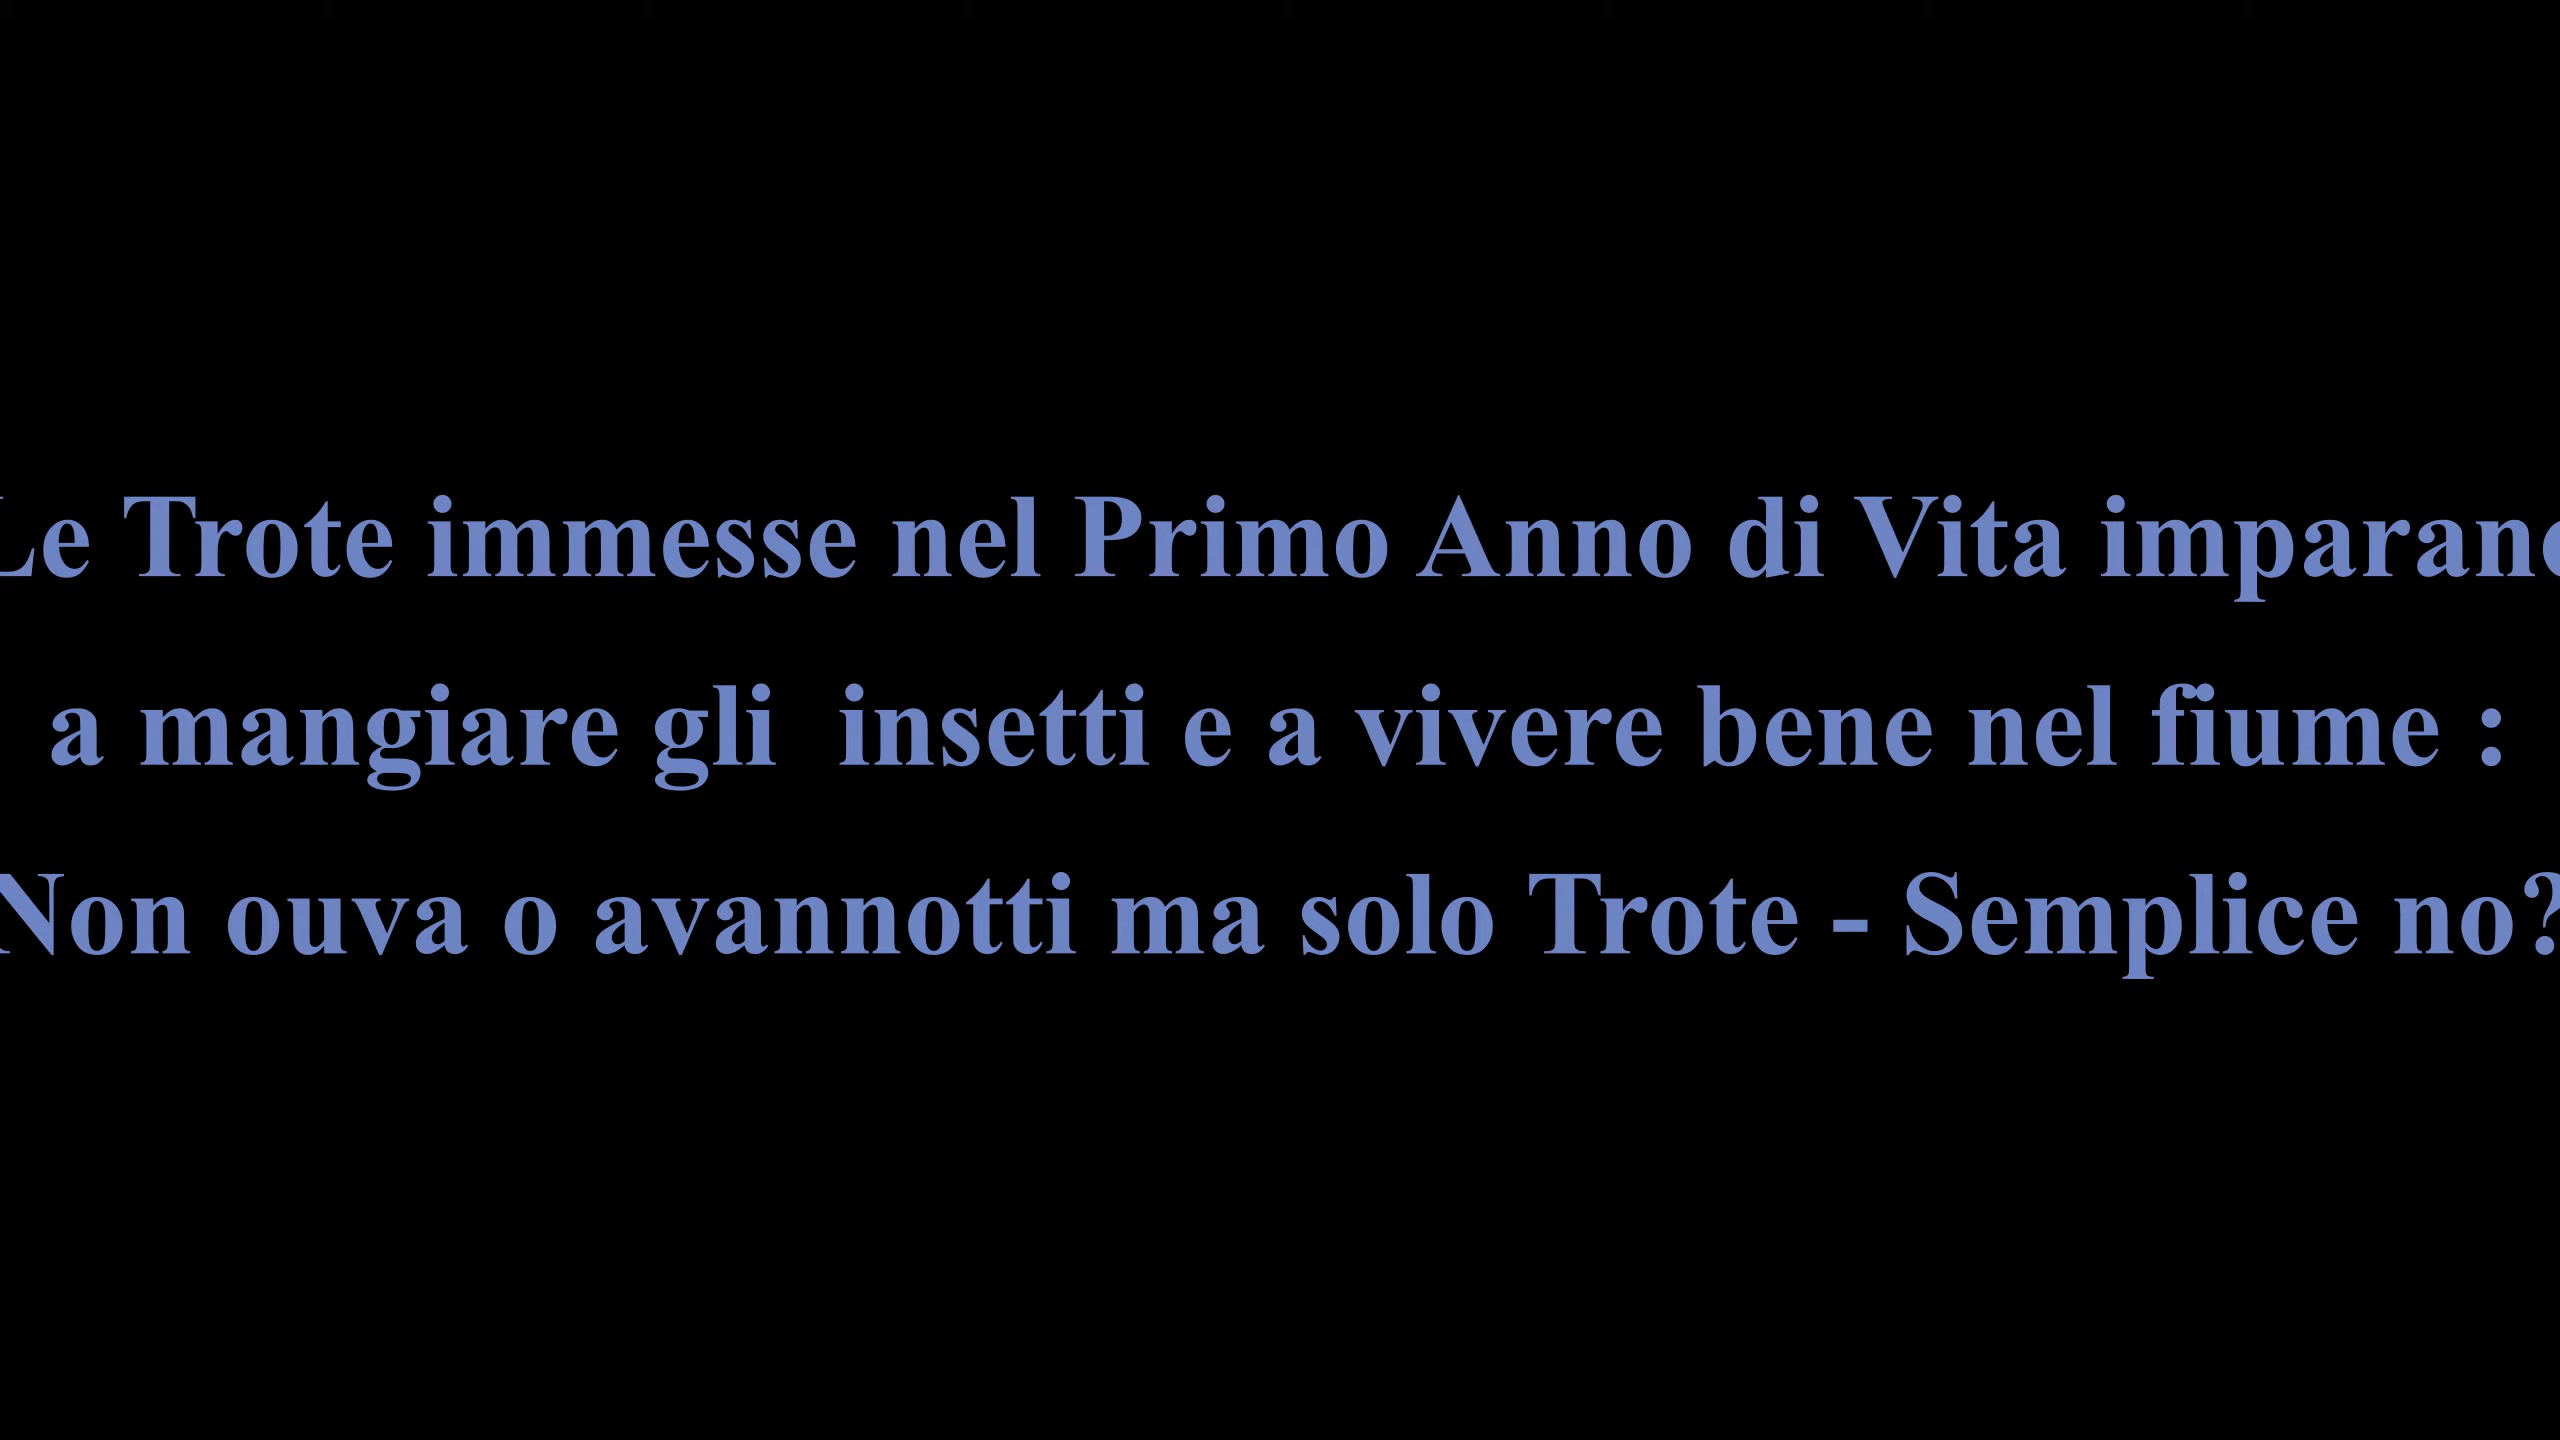 Le Trote immesse nel Primo Anno di Vita imparano
a mangiare gli  insetti e a vivere bene nel fiume :
Non ouva o avannotti ma solo Trote - Semplice no?